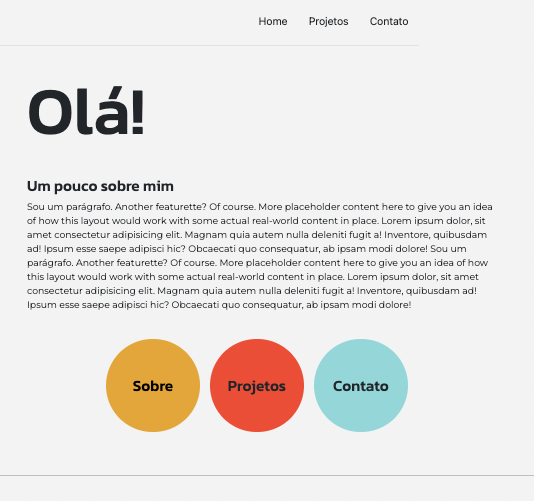 Home Projetos Contato
Olá!
Um pouco sobre mim
Sou um parágrafo. Another featurette? Of course. More placeholder content here to give you an idea
of how this layout would work with some actual real-world content in place. Lorem ipsum dolor, sit
amet consectetur adipisicing elit. Magnam quia autem nulla deleniti fugit a! Inventore, quibusdam
ad! Ipsum esse saepe adipisci hic? Obcaecati quo consequatur, ab ipsam modi dolore! Sou um
parágrafo. Another featurette? Of course. More placeholder content here to give you an idea of how
this layout would work with some actual real-world content in place. Lorem ipsum dolor, sit amet
consectetur adipisicing elit. Magnam quia autem nulla deleniti fugit a! Inventore, quibusdam ad!
Ipsum esse saepe adipisci hic? Obcaecati quo consequatur, ab ipsam modi dolore!
Sobre Projetos Contato